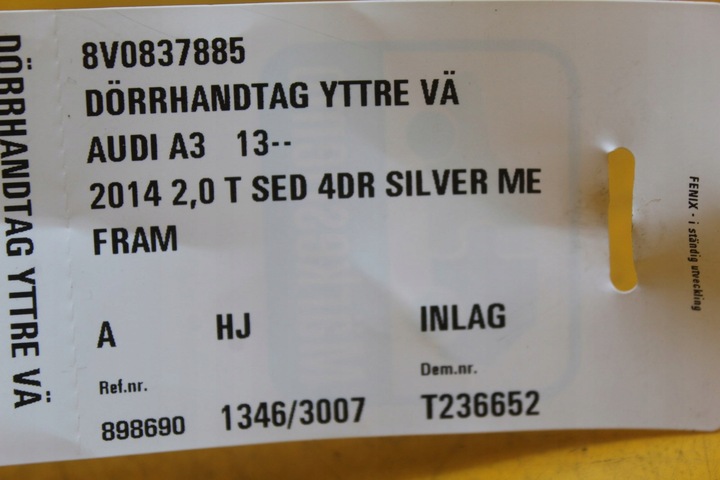 DÖRRHANDTAG YTTRE VÄ
8V0837885
DÖRRHANDTAG YTTRE VÄ
AUDI A3 13--
2014 2,0 T SED 4DR SILVER ME
FRAM
A HJ INLAG
Ref.nr. Dem.nr.
898690 1346/3007 T236652
FENIX - i ständig utveckling